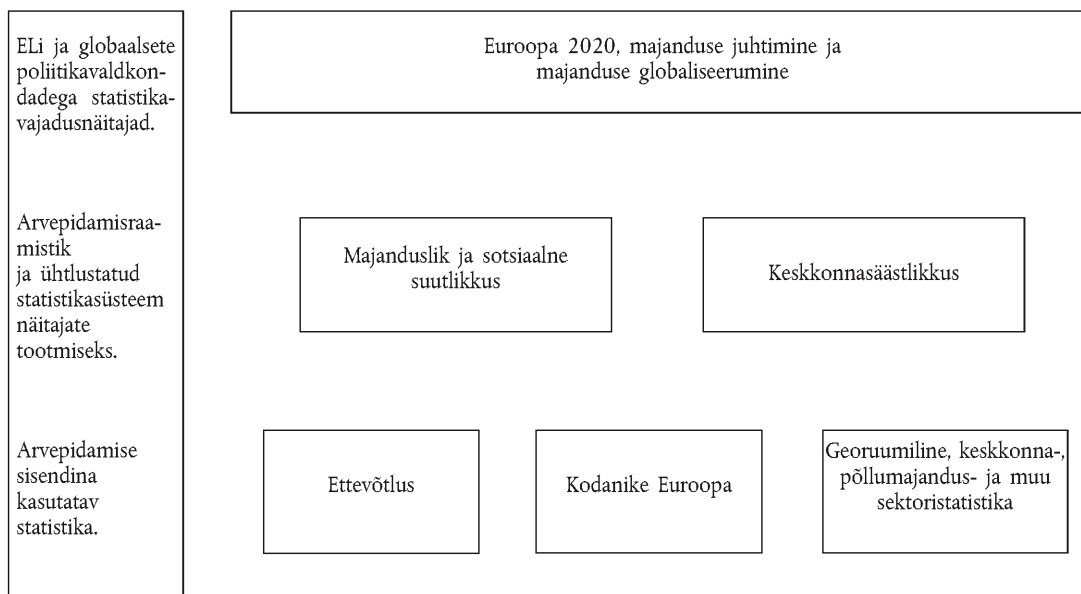 ELi ja globaalsete
poliitikavaldkon-
dadega statistika-
vajadusnäitajad.
Euroopa 2020, majanduse juhtimine ja
majanduse globaliseerumine
Arvepidamisraa-
mistik
ja ühtlustatud
statistikasüsteem
näitajate
tootmiseks.
Majanduslik ja sotsiaalne
suutlikkus
Keskkonnasäästlikkus
Arvepidamise
sisendina
kasutatav
statistika.
Ettevõtlus
Kodanike Euroopa
Georuumiline, keskkonna-,
põllumajandus- ja muu
sektoristatistika